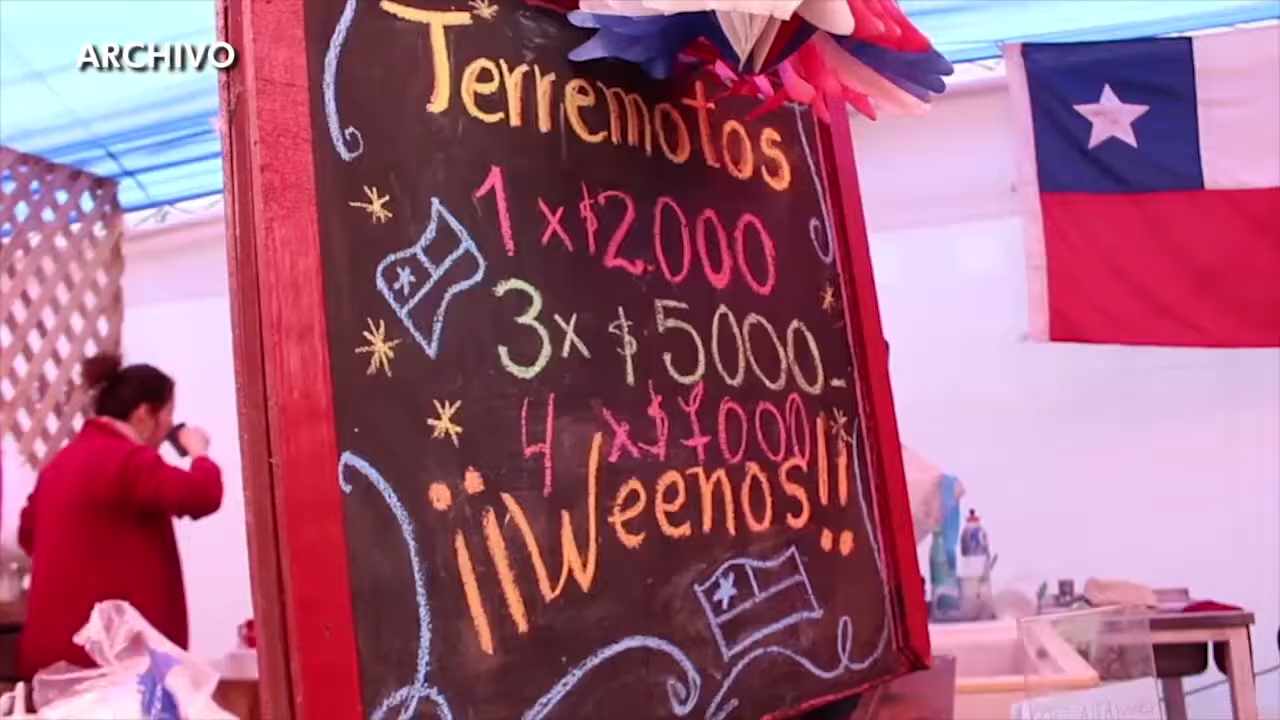 ARCHIVO
Terremotos
1 x $2.000
3 x $5000.-
4 x $7000
¡¡Weenos!!